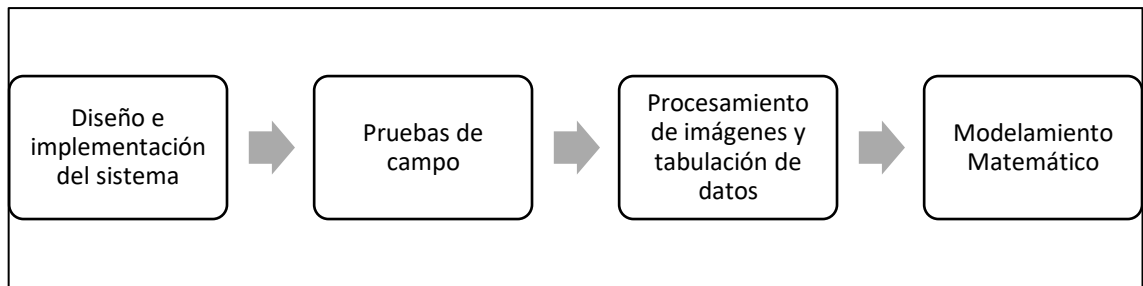 Diseño e
implementación
del sistema
Pruebas de
campo
Procesamiento
de imágenes y
tabulación de
datos
Modelamiento
Matemático